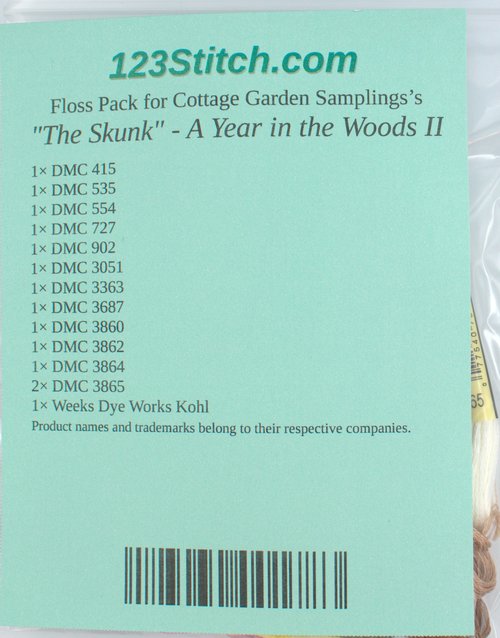 123Stitch.com
Floss Pack for Cottage Garden Samplings's
"The Skunk" - A Year in the Woods II
1× DMC 415
1× DMC 535
1× DMC 554
1× DMC 727
1× DMC 902
1× DMC 3051
1× DMC 3363
1× DMC 3687
1× DMC 3860
1× DMC 3862
1× DMC 3864
2× DMC 3865
1× Weeks Dye Works Kohl
Product names and trademarks belong to their respective companies.
65